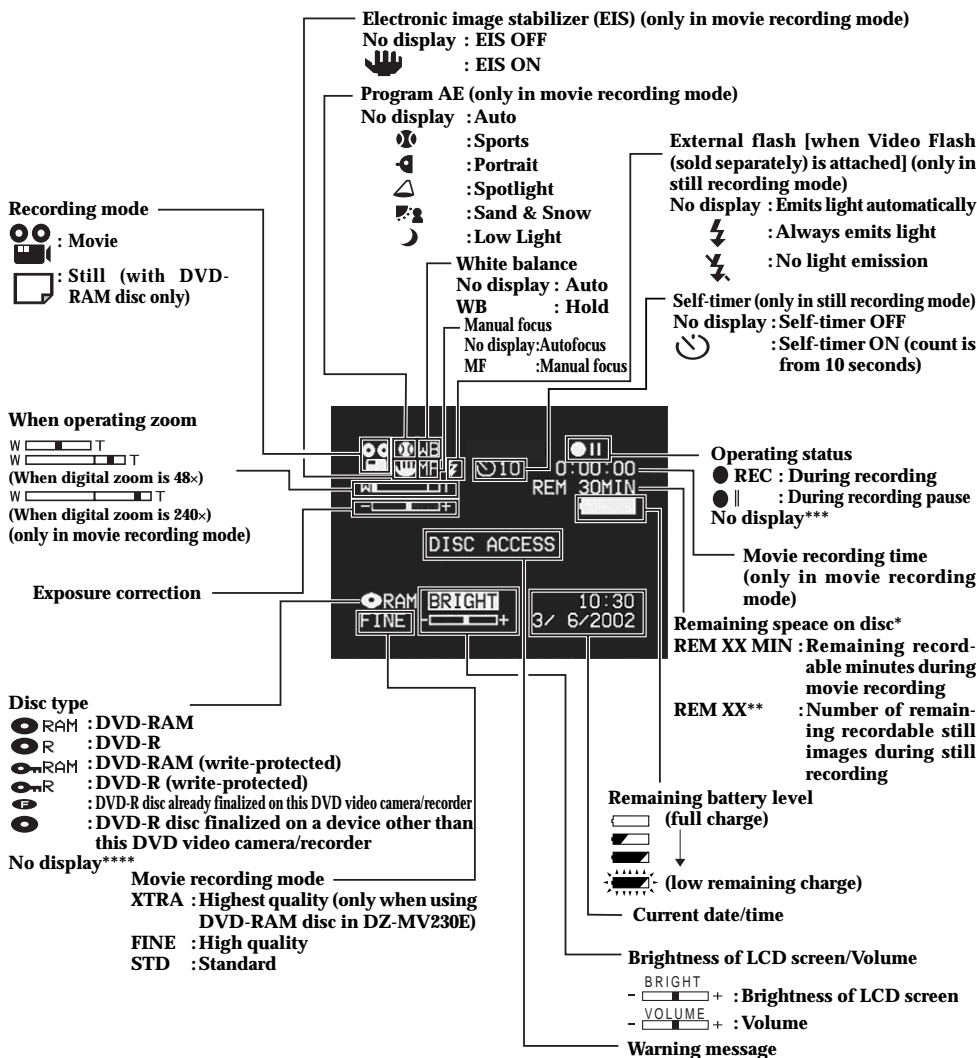 Electronic image stabilizer (EIS) (only in movie recording mode)
No display : EIS OFF
: EIS ON
Program AE (only in movie recording mode)
No display : Auto
: Sports
: Portrait
: Spotlight
: Sand & Snow
: Low Light
White balance
No display : Auto
WB : Hold
Manual focus
No display:Autofocus
MF :Manual focus
External flash [when Video Flash
(sold separately) is attached] (only in
still recording mode)
No display : Emits light automatically
: Always emits light
: No light emission
Self-timer (only in still recording mode)
No display : Self-timer OFF
: Self-timer ON (count is
from 10 seconds)
Recording mode
: Movie
: Still (with DVD-
RAM disc only)
When operating zoom
W T
W T
(When digital zoom is 48×)
W T
(When digital zoom is 240×)
(only in movie recording mode)
Exposure correction
WB
MF
10
0:00:00
REM 30MIN
W T
- +
DISC ACCESS
RAM
BRIGHT
10:30
FINE
- +
3/ 6/2002
Operating status
REC : During recording
: During recording pause
No display***
Movie recording time
(only in movie recording
mode)
Remaining speace on disc*
REM XX MIN : Remaining record-
able minutes during
movie recording
REM XX** : Number of remain-
ing recordable still
images during still
recording
Disc type
RAM : DVD-RAM
R : DVD-R
RAM : DVD-RAM (write-protected)
R : DVD-R (write-protected)
F : DVD-R disc already finalized on this DVD video camera/recorder
: DVD-R disc finalized on a device other than
this DVD video camera/recorder
No display****
Movie recording mode
XTRA : Highest quality (only when using
DVD-RAM disc in DZ-MV230E)
FINE : High quality
STD : Standard
Remaining battery level
(full charge)
(low remaining charge)
Current date/time
Brightness of LCD screen/Volume
BRIGHT
- + : Brightness of LCD screen
VOLUME
- + : Volume
Warning message